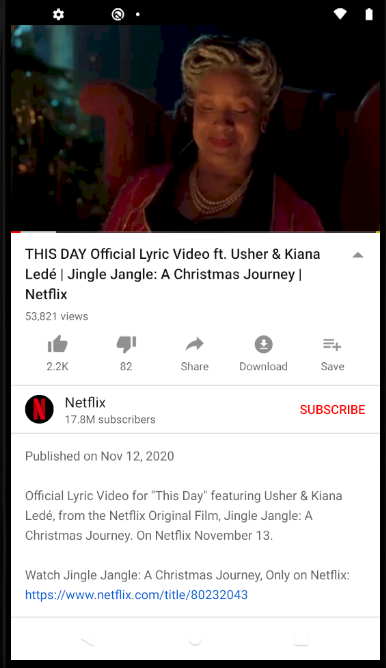 THIS DAY Official Lyric Video ft. Usher & Kiana
Ledé | Jingle Jangle: A Christmas Journey |
Netflix
53,821 views
2.2K
82
Share
Download
Save
N
Netflix
17.8M subscribers
SUBSCRIBE
Published on Nov 12, 2020
Official Lyric Video for "This Day" featuring Usher & Kiana
Ledé, from the Netflix Original Film, Jingle Jangle: A
Christmas Journey. On Netflix November 13.
Watch Jingle Jangle: A Christmas Journey, Only on Netflix:
https://www.netflix.com/title/80232043